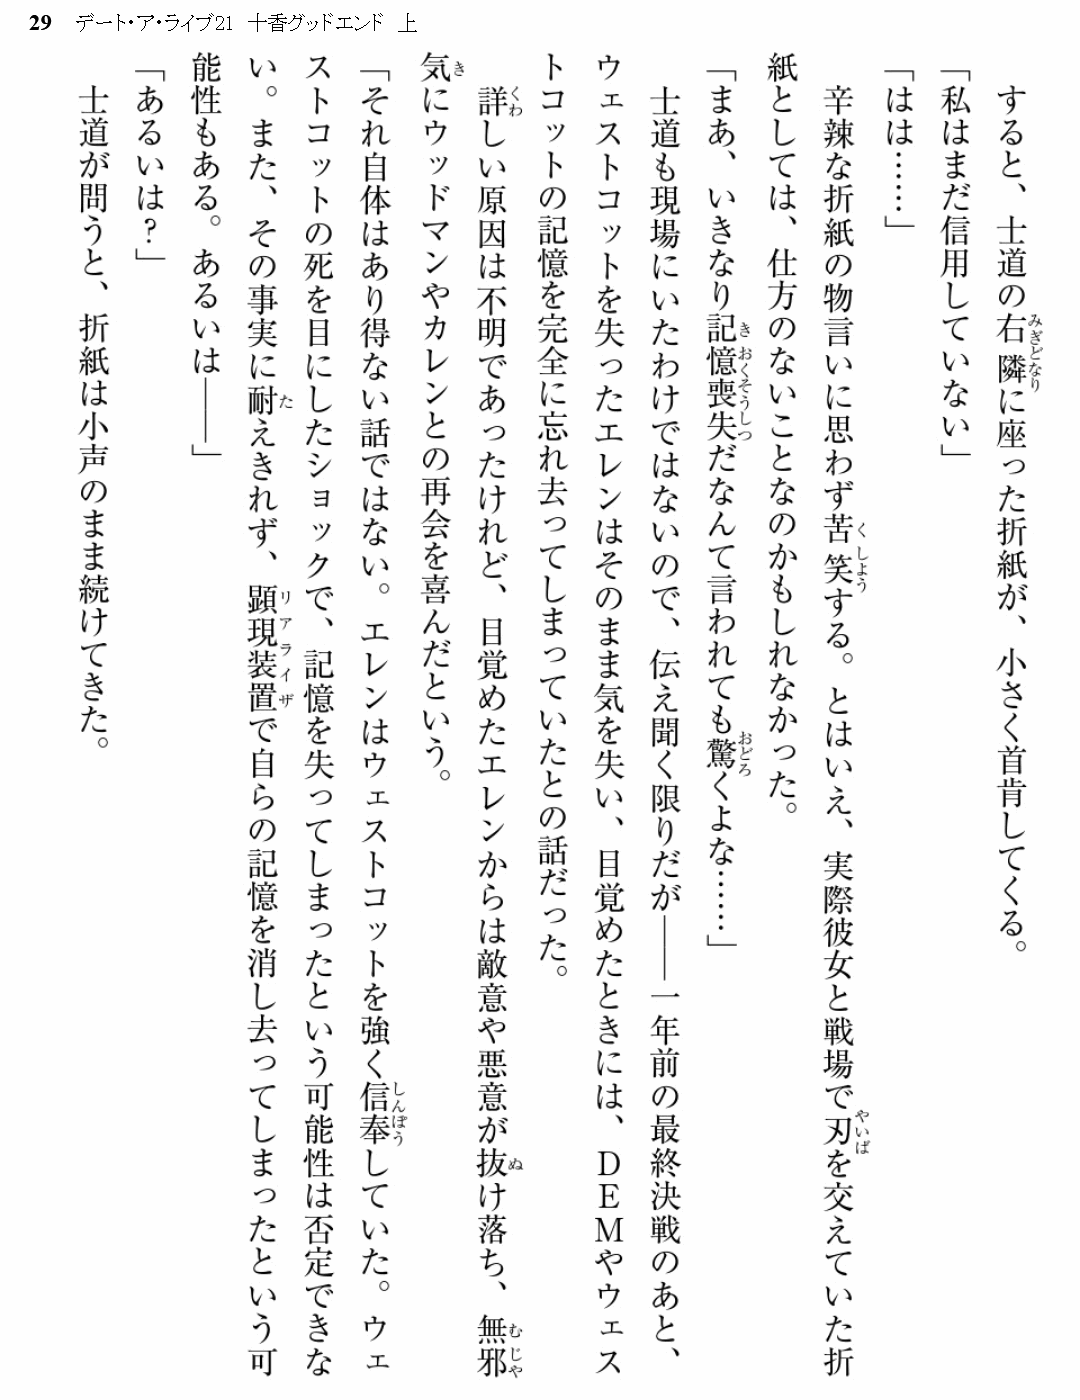 29 デート・ア・ライブ21 十香グッドエンド 上
すると、士道の右隣に座った折紙が、小さく首肯してくる。
「私はまだ信用していない」
「はは……」
辛辣な折紙の物言いに思わず苦笑する。とはいえ、実際彼女と戦場で刃を交えていた折
紙としては、仕方のないことなのかもしれなかった。
「まあ、いきなり記憶喪失だなんて言われても驚くよな……」
士道も現場にいたわけではないので、伝え聞く限りだが――一年前の最終決戦のあと、
ウェストコットを失ったエレンはそのまま気を失い、目覚めたときには、DEMやウェス
トコットの記憶を完全に忘れ去ってしまっていたとの話だった。
詳しい原因は不明であったけれど、目覚めたエレンからは敵意や悪意が抜け落ち、無邪
気にウッドマンやカレンとの再会を喜んだという。
「それ自体はあり得ない話ではない。エレンはウェストコットを強く信奉していた。ウェ
ストコットの死を目にしたショックで、記憶を失ってしまったという可能性は否定できな
い。また、その事実に耐えきれず、顕現装置で自らの記憶を消し去ってしまったという可
能性もある。あるいは――」
「あるいは?」
士道が問うと、折紙は小声のまま続けてきた。